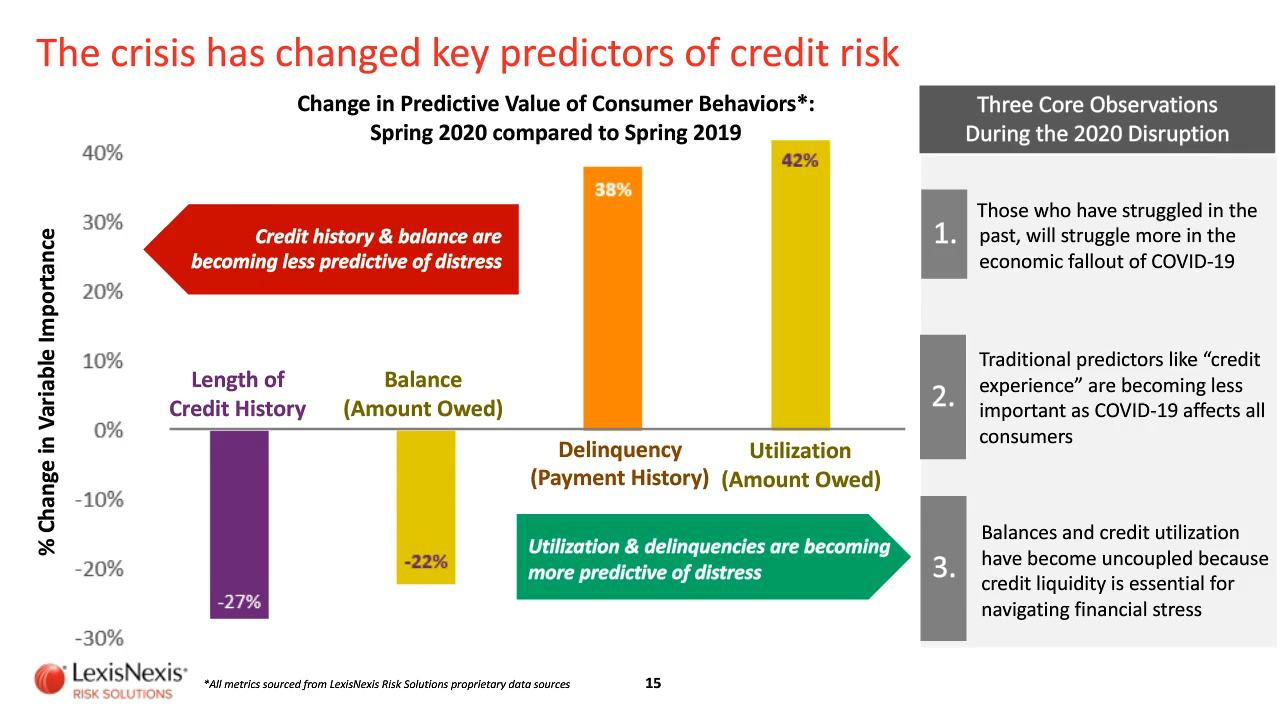 The crisis has changed key predictors of credit risk
Change in Predictive Value of Consumer Behaviors*:
Spring 2020 compared to Spring 2019
% Change in Variable Importance
40%
30%
20%
10%
0%
-10%
-20%
-30%
Credit history & balance are
becoming less predictive of distress
Length of
Credit History
-27%
Balance
(Amount Owed)
-22%
38%
Delinquency
(Payment History)
42%
Utilization
(Amount Owed)
Utilization & delinquencies are becoming
more predictive of distress
Three Core Observations
During the 2020 Disruption
1.
Those who have struggled in the
past, will struggle more in the
economic fallout of COVID-19
2.
Traditional predictors like “credit
experience” are becoming less
important as COVID-19 affects all
consumers
3.
Balances and credit utilization
have become uncoupled because
credit liquidity is essential for
navigating financial stress
LexisNexis®
RISK SOLUTIONS
*All metrics sourced from LexisNexis Risk Solutions proprietary data sources
15